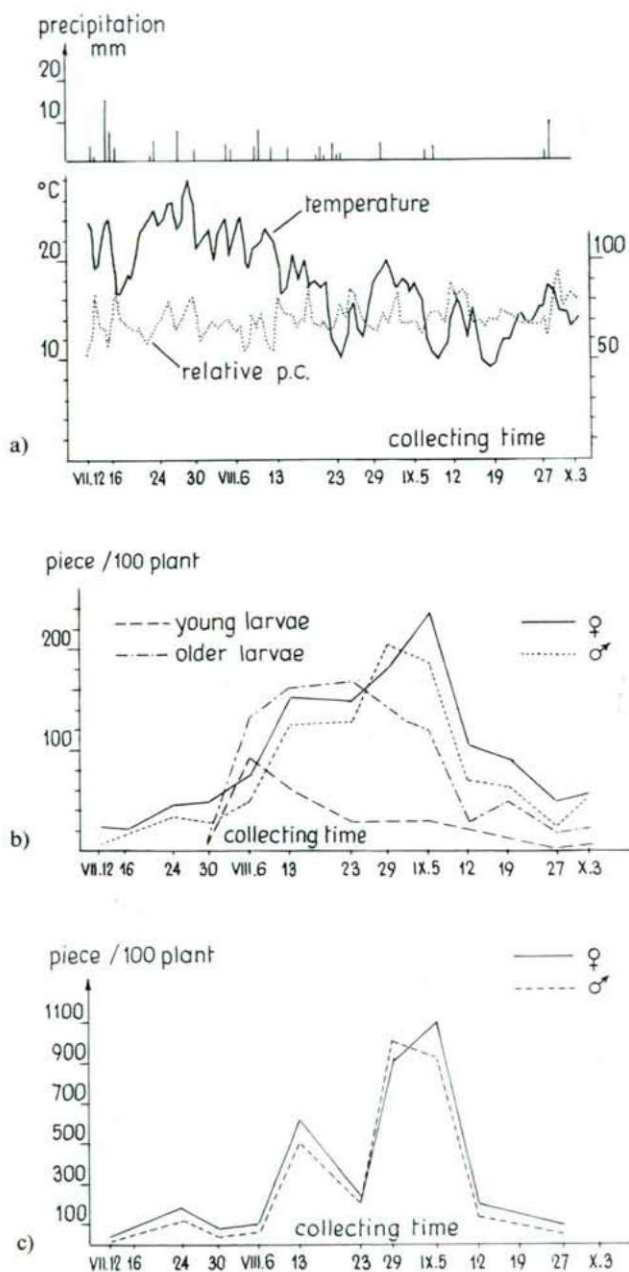 precipitation
mm
20
10
°C
temperature
20
100
10
50
relative p.c.
collecting time
a)
VII.12 16 24 30 VIII.6 13 23 29 IX.5 12 19 27 X.3
piece /100 plant
young larvae ♀
older larvae ♂
200
100
collecting time
b)
VII.12 16 24 30 VIII.6 13 23 29 IX.5 12 19 27 X.3
piece /100 plant
♀
♂
1100
900
700
500
300
100
collecting time
c)
VII.12 16 24 30 VIII.6 13 23 29 IX.5 12 19 27 X.3